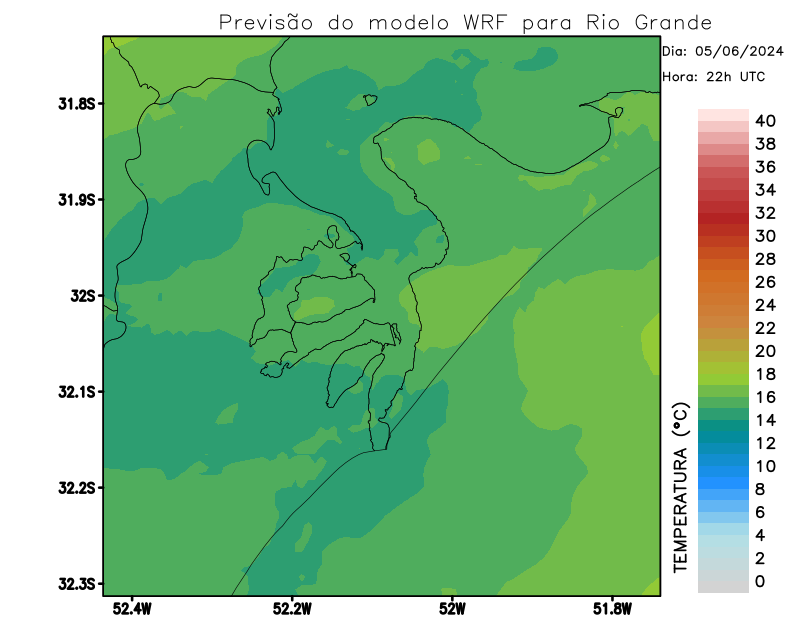 Previsão do modelo WRF para Rio Grande
Dia: 05/06/2024
Hora: 22h UTC
31.8S
31.9S
32S
32.1S
32.2S
32.3S
52.4W
52.2W
52W
51.8W
40
38
36
34
32
30
28
26
24
22
20
18
16
14
12
10
8
6
4
2
0
TEMPERATURA (°C)